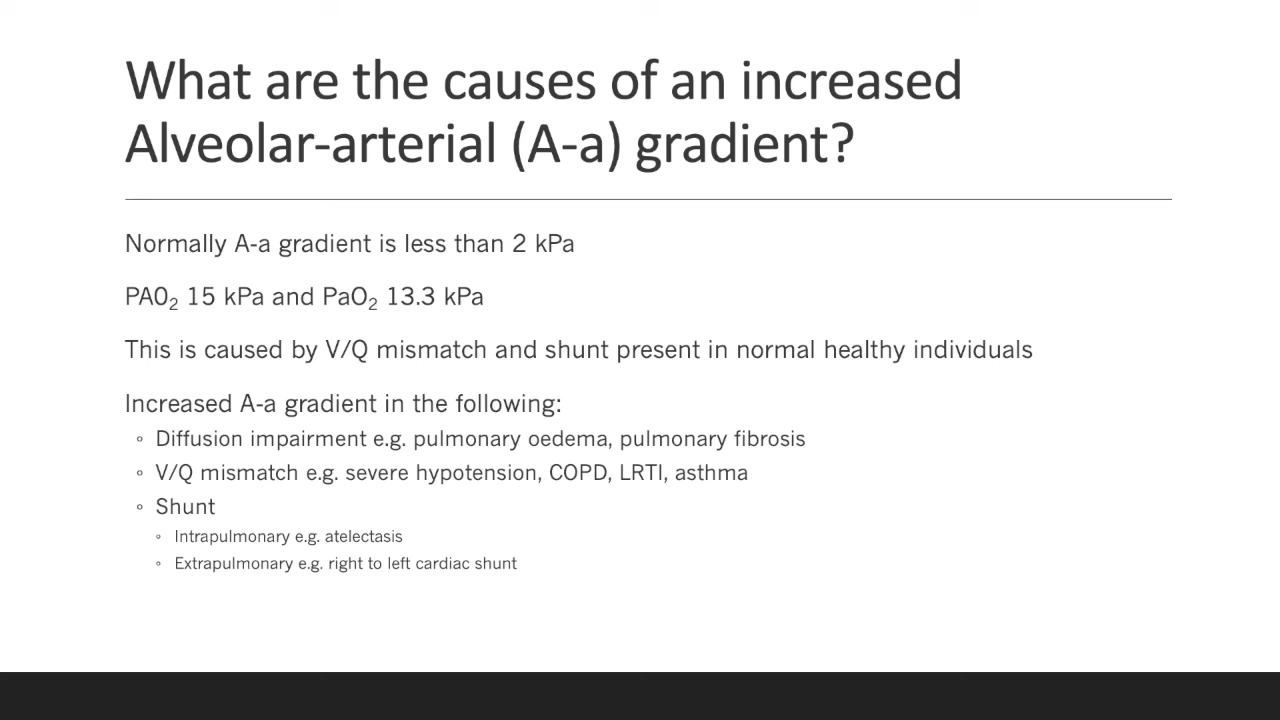 What are the causes of an increased
Alveolar-arterial (A-a) gradient?
Normally A-a gradient is less than 2 kPa
PA0₂ 15 kPa and PaO₂ 13.3 kPa
This is caused by V/Q mismatch and shunt present in normal healthy individuals
Increased A-a gradient in the following:
◦ Diffusion impairment e.g. pulmonary oedema, pulmonary fibrosis
◦ V/Q mismatch e.g. severe hypotension, COPD, LRTI, asthma
◦ Shunt
◦ Intrapulmonary e.g. atelectasis
◦ Extrapulmonary e.g. right to left cardiac shunt